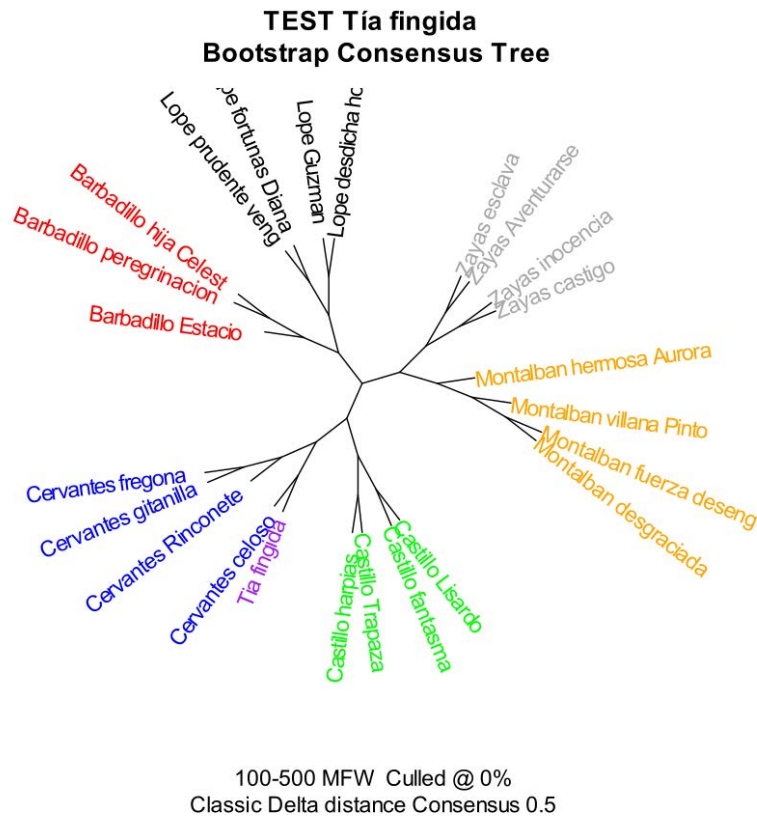 TEST Tía fingida
Bootstrap Consensus Tree
Lope prudente veng
fortunas Diana
Lope Guzman
Lope desdicha
Zayas esclava
Zayas Aventurarse
Zayas inocencia
Zayas castigo
Barbadillo hija Celest
Barbadillo peregrinacion
Barbadillo Estacio
Montalban hermosa Aurora
Montalban villana Pinto
Montalban fuerza deseng
Montalban desgraciada
Cervantes fregona
Cervantes gitanilla
Cervantes Rinconete
Cervantes celoso
Tia fingida
Castillo harpias
Castillo Trapaza
Castillo fantasma
Castillo Lisardo
100-500 MFW Culled @ 0%
Classic Delta distance Consensus 0.5